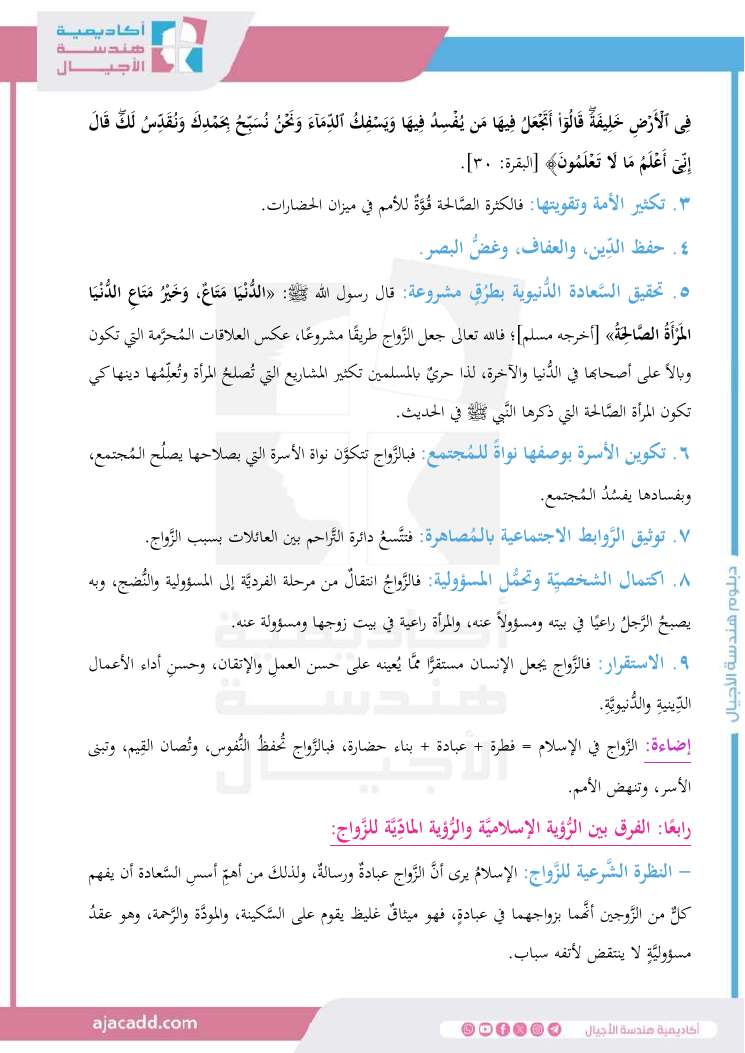 أكاديمية
هندسة
الأجيال
فِي ٱلۡأَرۡضِ خَلِيفَةٗۖ قَالُوٓاْ أَتَجۡعَلُ فِيهَا مَن يُفۡسِدُ فِيهَا وَيَسۡفِكُ ٱلدِّمَآءَ وَنَحۡنُ نُسَبِّحُ بِحَمۡدِكَ وَنُقَدِّسُ لَكَۖ قَالَ
إِنِّيٓ أَعۡلَمُ مَا لَا تَعۡلَمُونَ﴾ [البقرة: ٣٠].
٣. تكثير الأمة وتقويتها: فالكثرة الصَّالحة قُوَّةٌ للأمم في ميزان الحضارات.
٤. حفظ الدِّين، والعفاف، وغضُّ البصر.
٥. تحقيق السَّعادة الدُّنيوية بطرُقٍ مشروعة: قال رسول الله ﷺ: «الدُّنْيَا مَتَاعٌ، وَخَيْرُ مَتَاعِ الدُّنْيَا
المَرْأَةُ الصَّالِحَةُ» [أخرجه مسلم]؛ فالله تعالى جعل الزَّواج طريقًا مشروعًا، عكس العلاقات المُحرَّمة التي تكون
وبالاً على أصحابها في الدُّنيا والآخرة، لذا حريٌ بالمسلمين تكثير المشاريع التي تُصلحُ المرأة وتُعلِّمُها دينها كي
تكون المرأة الصَّالحة التي ذكرها النَّبي ﷺ في الحديث.
٦. تكوين الأسرة بوصفها نواةً للمُجتمع: فبالزَّواج تتكوَّن نواة الأسرة التي بصلاحها يصلُح المُجتمع،
وبفسادها يفسُدُ المُجتمع.
٧. توثيق الرَّوابط الاجتماعية بالمُصاهرة: فتتَّسعُ دائرة التَّراحم بين العائلات بسبب الزَّواج.
٨. اكتمال الشخصيَّة وتحمُّل المسؤولية: فالزَّواجُ انتقالٌ من مرحلة الفرديَّة إلى المسؤولية والنُّضج، وبه
يصبحُ الرَّجلُ راعيًا في بيته ومسؤولاً عنه، والمرأة راعية في بيت زوجها ومسؤولة عنه.
٩. الاستقرار: فالزَّواج يجعل الإنسان مستقرًّا ممَّا يُعينه على حسن العملِ والإتقان، وحسنِ أداء الأعمال
الدِّينية والدُّنيويَّةِ.
إضاءة: الزَّواج في الإسلام = فطرة + عبادة + بناء حضارة، فبالزَّواج تُحفظُ النُّفوس، وتُصان القِيم، وتبنى
الأسر، وتنهض الأمم.
رابعًا: الفرق بين الرُّؤية الإسلاميَّة والرُّؤية الماديَّة للزَّواج:
– النظرة الشَّرعية للزَّواج: الإسلامُ يرى أنَّ الزَّواج عبادةٌ ورسالةٌ، ولذلكَ من أهمِّ أسسِ السَّعادة أن يفهم
كلٌّ من الزَّوجين أنَّهما بزواجهما في عبادةٍ، فهو ميثاقٌ غليظ يقوم على السَّكينة، والمودَّة والرَّحمة، وهو عقدُ
مسؤوليَّةٍ لا ينتقض لأتفه سباب.
دبلوم هندسة الأجيال
أكاديمية
هندسة
الأجيال
ajacadd.com
أكاديمية هندسة الأجيال